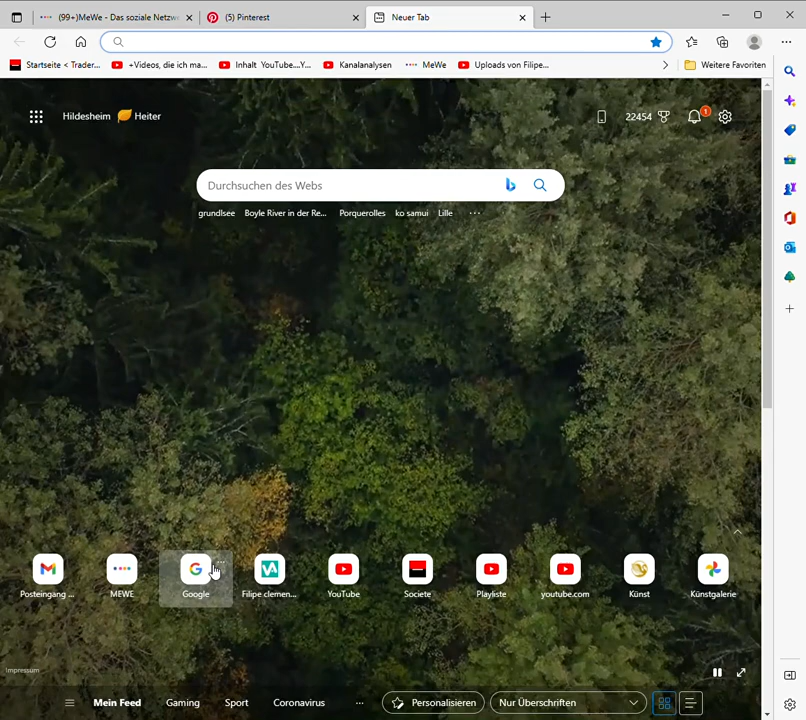 (99+)MeWe - Das soziale Netzwe
(5) Pinterest
Neuer Tab
Startseite < Trader...
+Videos, die ich ma...
Inhalt YouTube....Y...
Kanalanalysen
MeWe
Uploads von Filipe...
Weitere Favoriten
Hildesheim
Heiter
22454
1
Durchsuchen des Webs
grundlsee
Boyle River in der Re...
Porquerolles
ko samui
Lille
...
Posteingang ...
MEWE
Google
Filipe clemen...
YouTube
Societe
Playliste
youtube.com
Künst
Künstgalerie
Impressum
Mein Feed
Gaming
Sport
Coronavirus
...
Personalisieren
Nur Überschriften